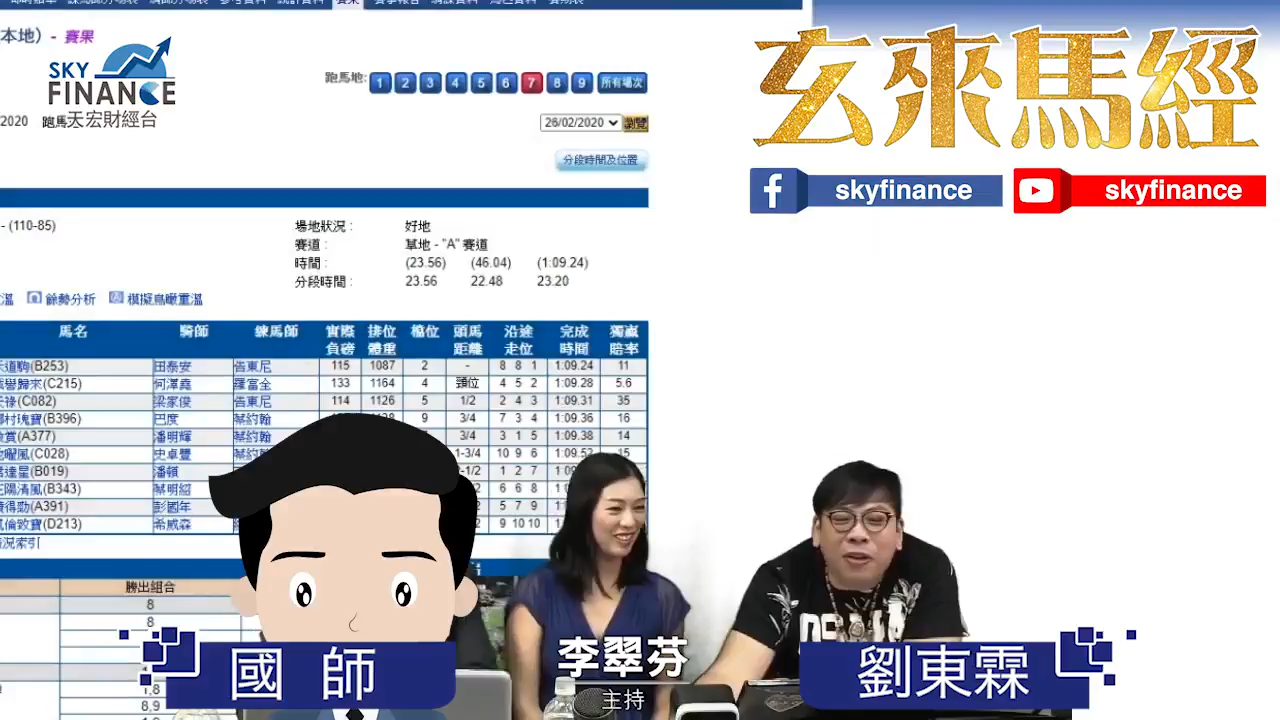 本地) - 賽果
SKY
FINANCE
天宏財經台
2020 跑馬
跑馬地: 1 2 3 4 5 6 7 8 9 所有場次
26/02/2020 瀏覽
分段時間及位置
玄來馬經
skyfinance
skyfinance
- (110-85)
場地狀況 : 好地
賽道 : 草地 - "A" 賽道
時間 : (23.56) (46.04) (1:09.24)
分段時間 : 23.56 22.48 23.20
餘勢分析
馬名 騎師 練馬師 實際負磅 排位體重 檔位 頭馬距離 沿途走位 完成時間 獨贏賠率
道駒(B253) 田泰安 告東尼 115 1087 2 - 8 8 1 1:09.24 11
譽歸來(C215) 何澤堯 羅富全 133 1164 4 頸位 4 5 2 1:09.28 5.6
祿(C082) 梁家俊 告東尼 114 1126 5 1/2 2 4 3 1:09.31 35
村瑰寶(B396) 巴度 蔡約翰 9 3/4 7 3 4 1:09.36 16
賞(A377) 潘明輝 蔡約翰 3/4 3 1 5 1:09.38 14
曜風(C028) 史卓豐 蔡約翰 1-3/4 10 9 6 1:09.52 15
達星(B019) 潘頓 1/2 1 2 7
陽清風(B343) 蔡明紹 6 6 8
得勁(A391) 彭國年 5 7 9
倫致寶(D213) 希威森 9 10 10
況索引
勝出組合
8
8
1,8
8,9
國師
李翠芬
主持
劉東霖